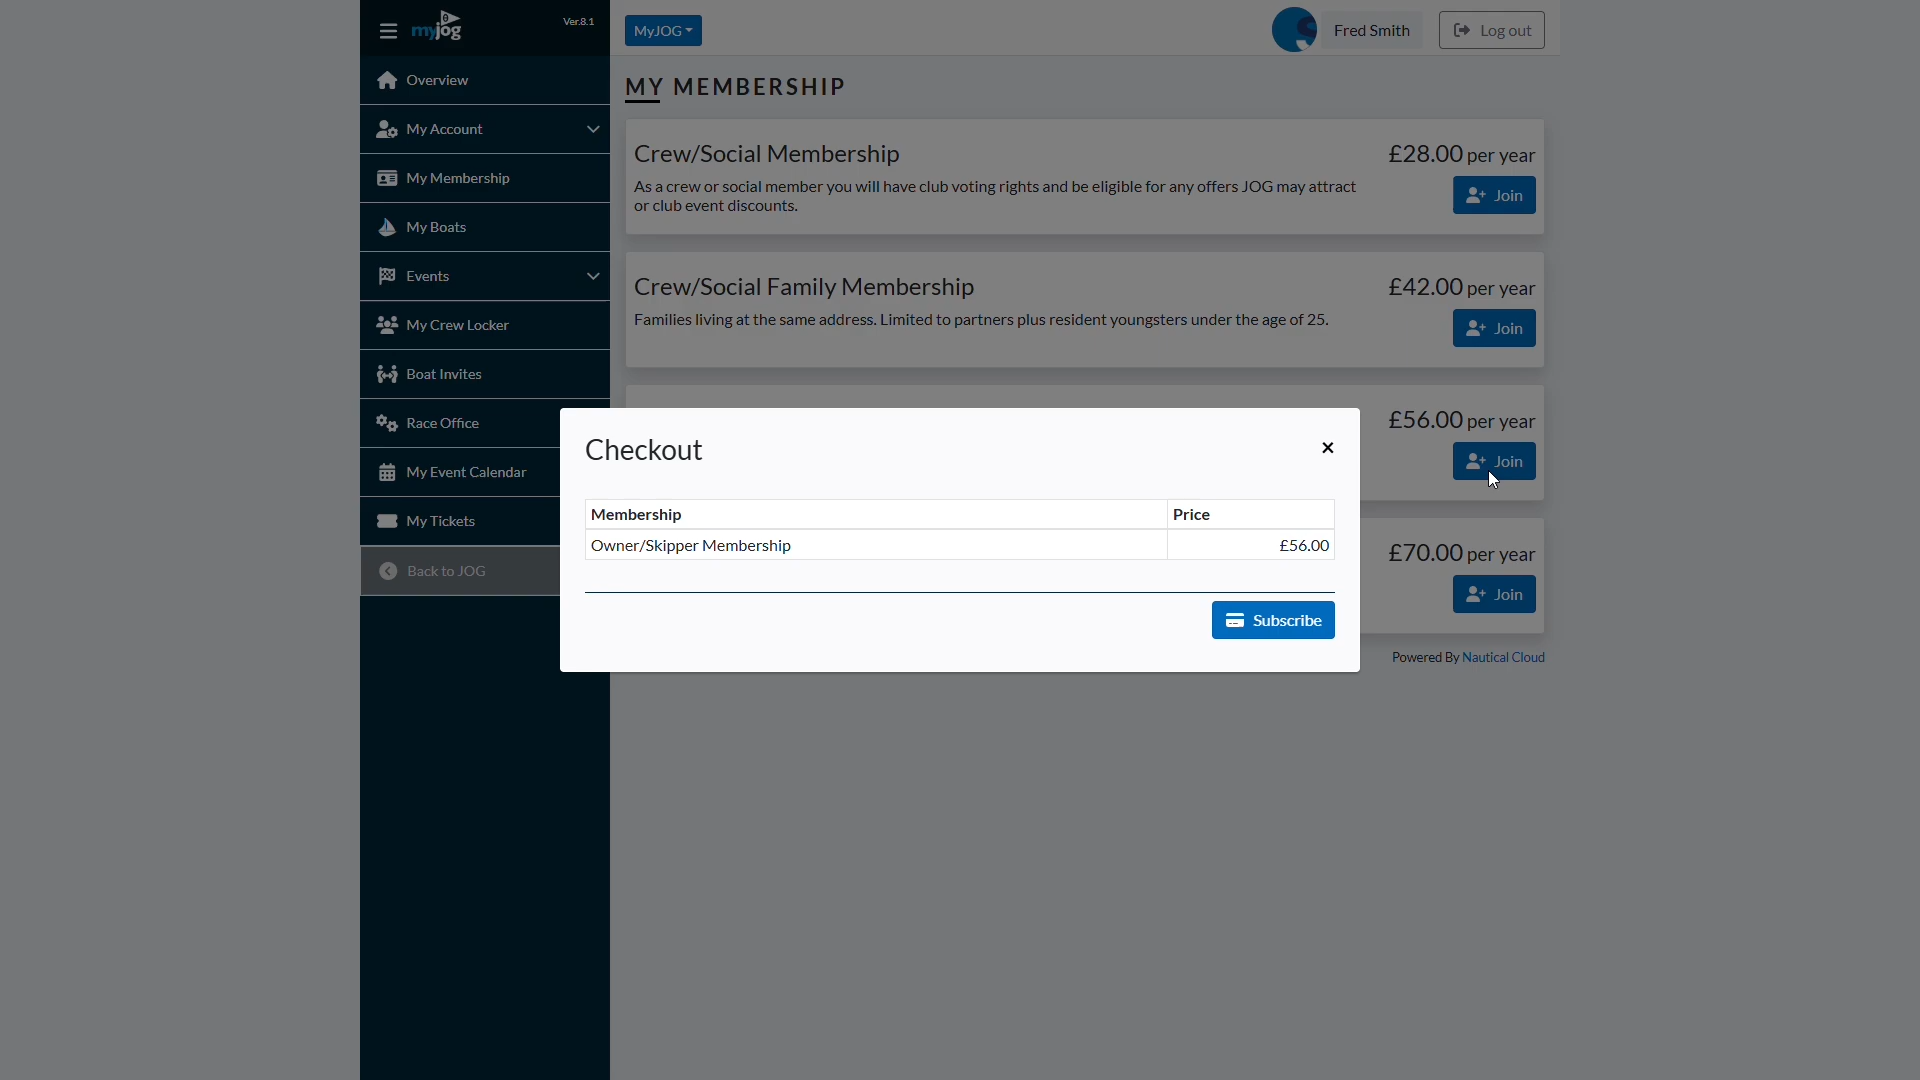 myjog
Ver.8.1
MyJOG
Fred Smith
Log out
Overview
My Account
My Membership
My Boats
Events
My Crew Locker
Boat Invites
Race Office
My Event Calendar
My Tickets
Back to JOG
MY MEMBERSHIP
Crew/Social Membership
£28.00 per year
As a crew or social member you will have club voting rights and be eligible for any offers JOG may attract
or club event discounts.
Join
Crew/Social Family Membership
£42.00 per year
Families living at the same address. Limited to partners plus resident youngsters under the age of 25.
Join
£56.00 per year
Join
£70.00 per year
Join
Powered By Nautical Cloud
Checkout
×
Membership Price
Owner/Skipper Membership £56.00
Subscribe